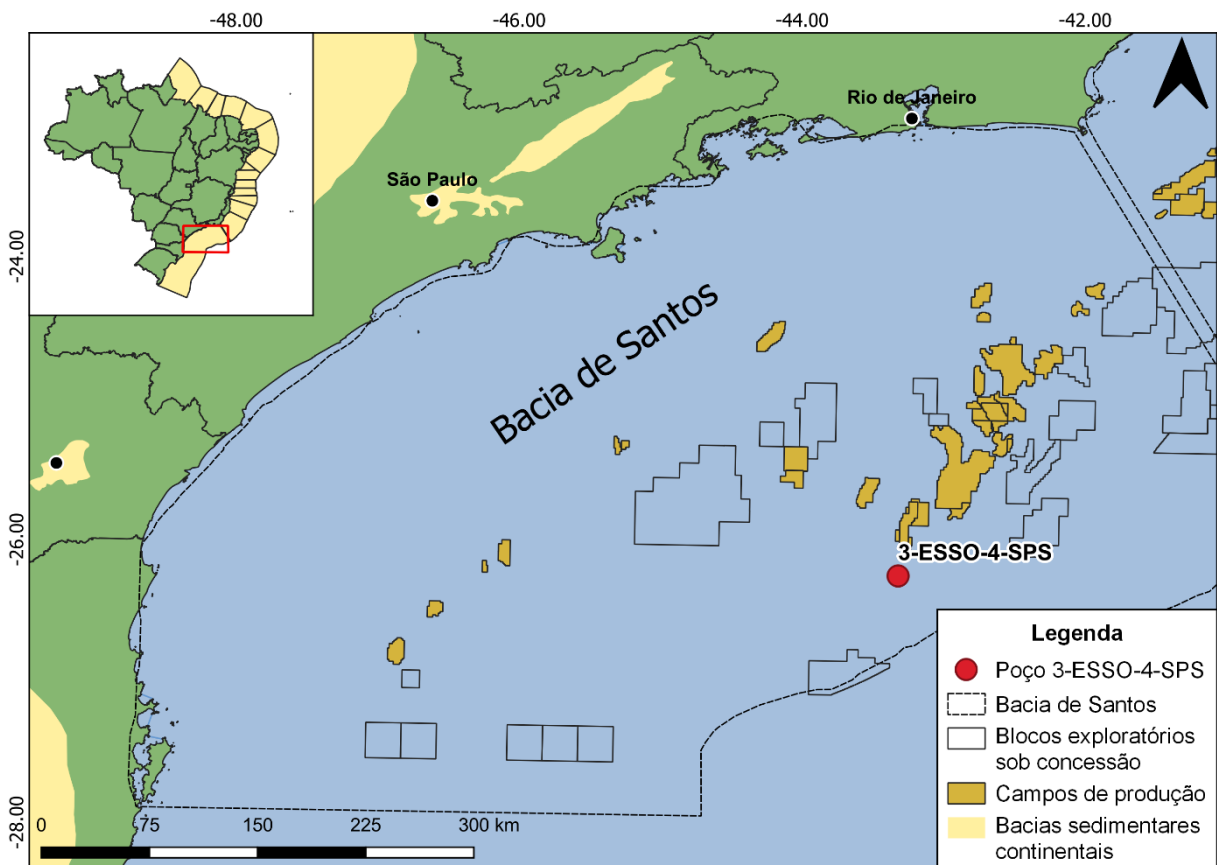 -48.00
-46.00
-44.00
-42.00
-24.00
-26.00
-28.00
Rio de Janeiro
São Paulo
Bacia de Santos
3-ESSO-4-SPS
Legenda
Poço 3-ESSO-4-SPS
Bacia de Santos
Blocos exploratórios
sob concessão
Campos de produção
Bacias sedimentares
continentais
0 75 150 225 300 km